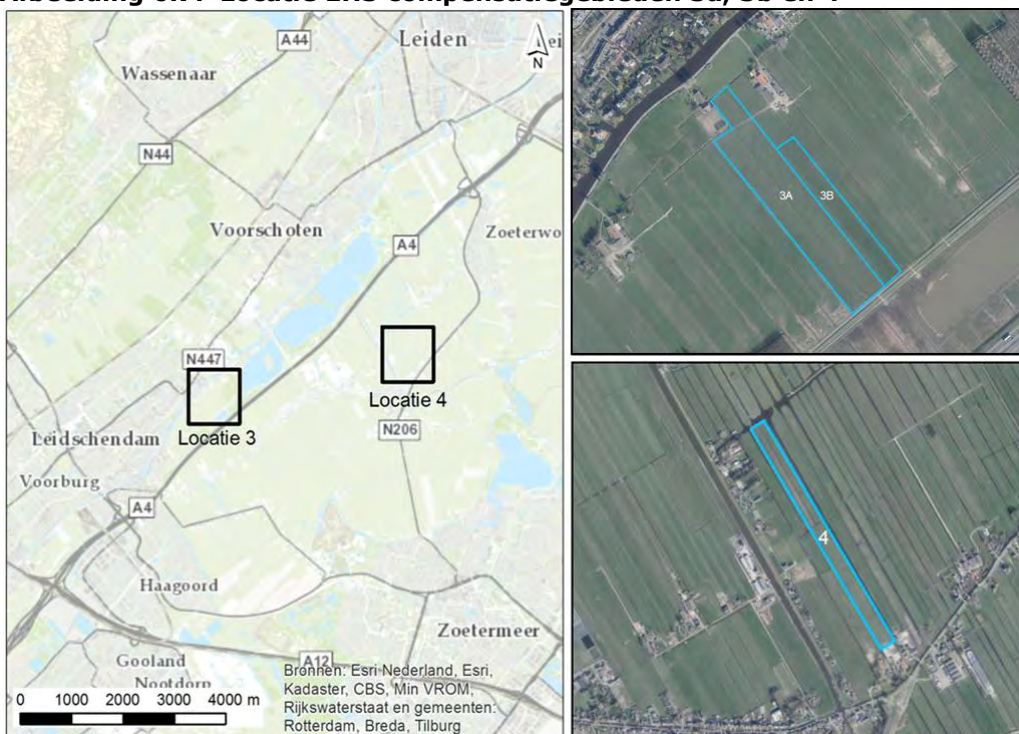 A44
Leiden
N
Wassenaar
N44
Voorschoten
A4
Zoeterwo
N447
Locatie 3
Locatie 4
Leidschendam
N206
Voorburg
A4
Haagoord
Zoetermeer
Gooland
A12
Nootdorp
Bronnen: Esri Nederland, Esri,
Kadaster, CBS, Min VROM,
Rijkswaterstaat en gemeenten:
Rotterdam, Breda, Tilburg
0 1000 2000 3000 4000 m
3A
3B
4